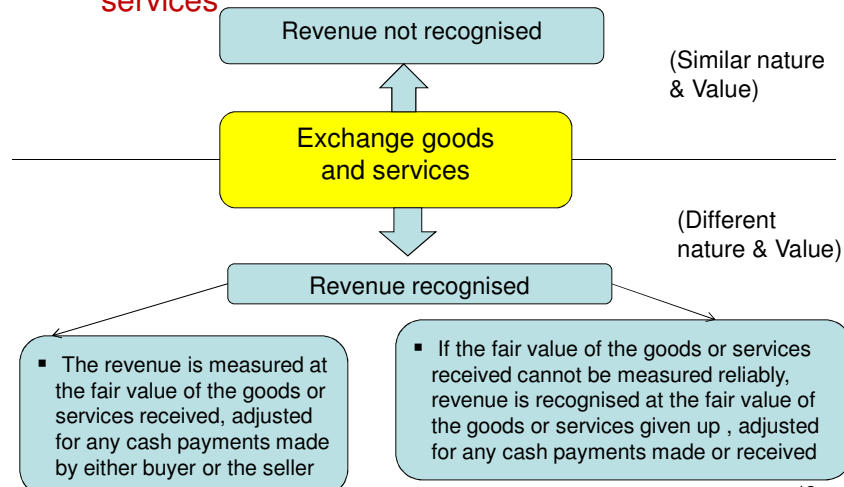 services
Revenue not recognised
(Similar nature
& Value)
Exchange goods
and services
(Different
nature & Value)
Revenue recognised
▪ The revenue is measured at
the fair value of the goods or
services received, adjusted
for any cash payments made
by either buyer or the seller
▪ If the fair value of the goods or services
received cannot be measured reliably,
revenue is recognised at the fair value of
the goods or services given up , adjusted
for any cash payments made or received